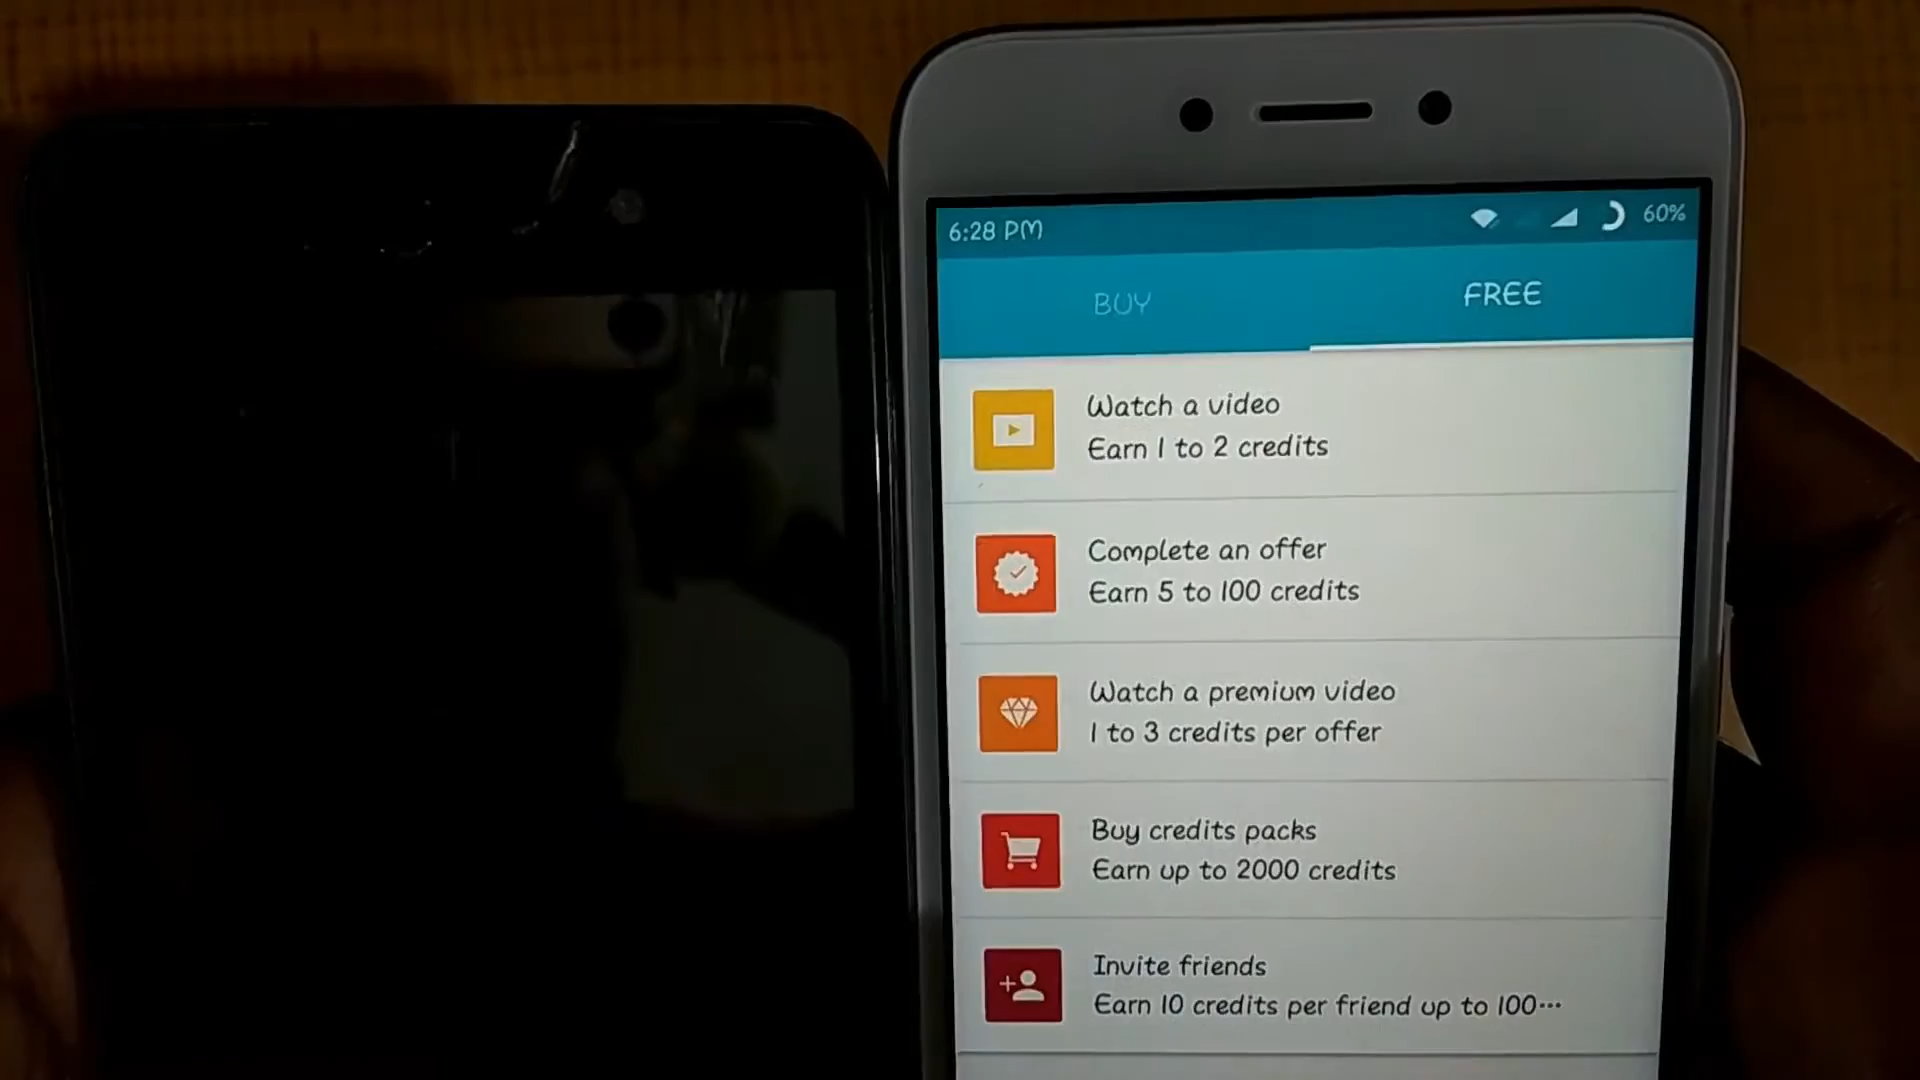 6:28 PM
60%
BUY
FREE
Watch a video
Earn 1 to 2 credits
Complete an offer
Earn 5 to 100 credits
Watch a premium video
1 to 3 credits per offer
Buy credits packs
Earn up to 2000 credits
Invite friends
Earn 10 credits per friend up to 100...